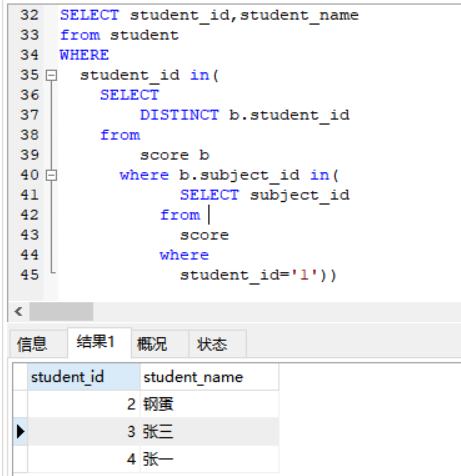 32 SELECT student_id,student_name
33 from student
34 WHERE
35 student_id in(
36 SELECT
37 DISTINCT b.student_id
38 from
39 score b
40 where b.subject_id in(
41 SELECT subject_id
42 from
43 score
44 where
45 student_id='1'))
信息 结果1 概况 状态
student_id student_name
2 钢蛋
3 张三
4 张一